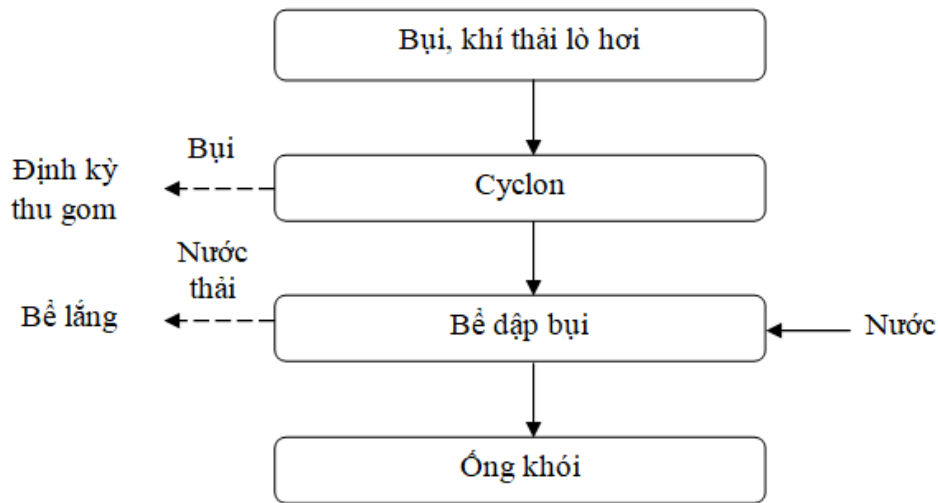 Bụi, khí thải lò hơi
Bụi
Định kỳ
thu gom
Cyclon
Nước
thải
Bể lắng
Bể dập bụi
Nước
Ống khói